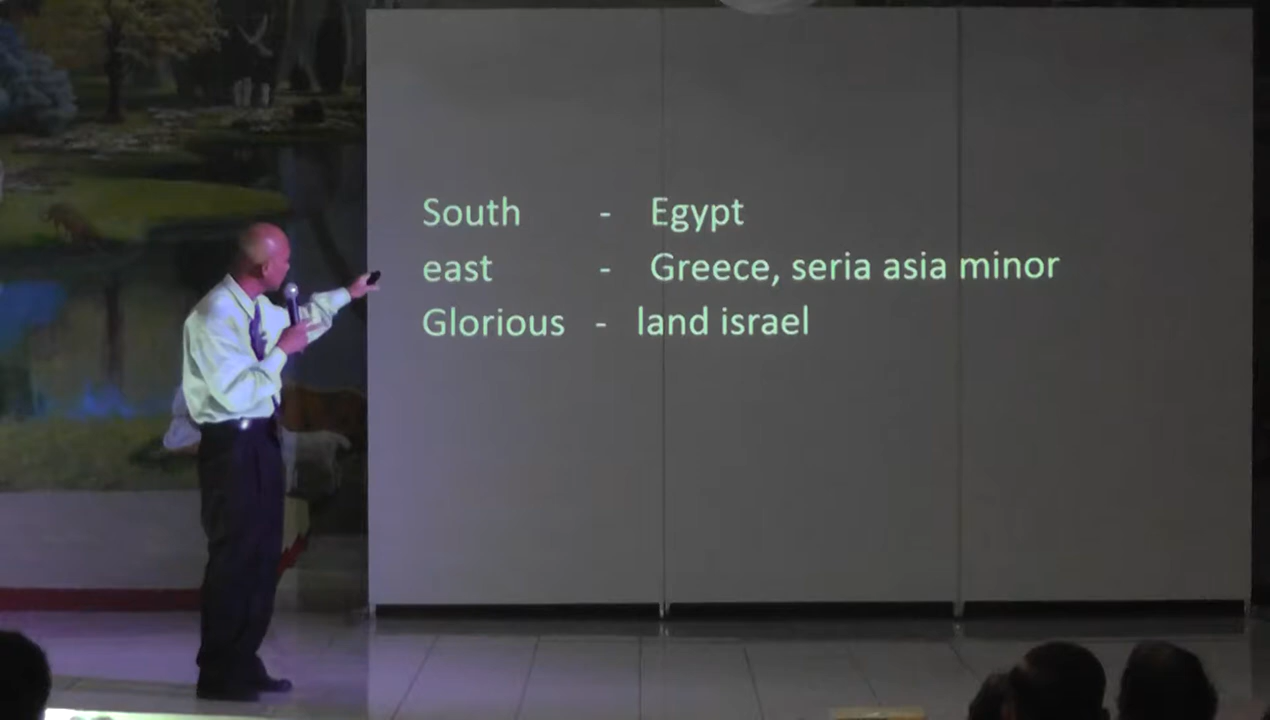 South - Egypt
east - Greece, seria asia minor
Glorious - land israel